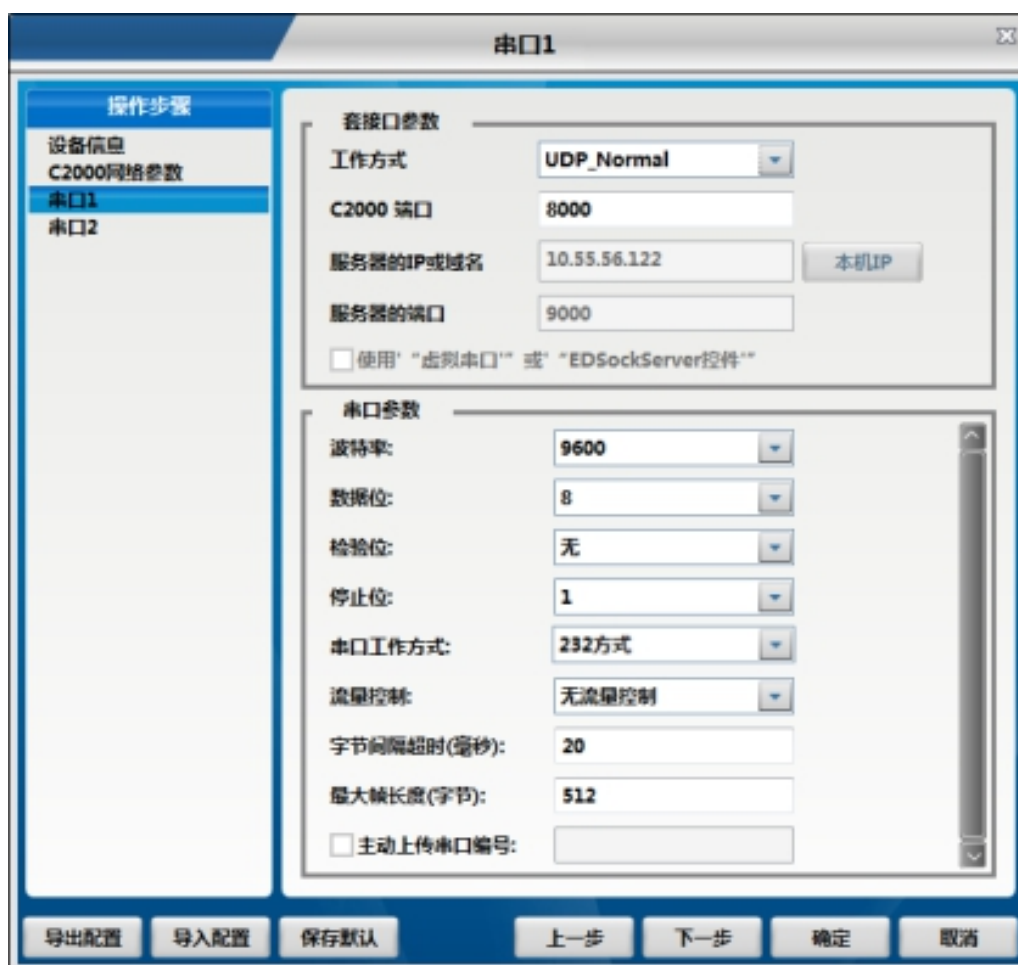 串口1
操作步骤
设备信息
C2000网络参数
串口1
串口2
套接口参数
工作方式 UDP_Normal
C2000 端口 8000
服务器的IP或域名 10.55.56.122 本机IP
服务器的端口 9000
使用' "虚拟串口'" 或' "EDSockServer控件'"
串口参数
波特率: 9600
数据位: 8
检验位: 无
停止位: 1
串口工作方式: 232方式
流量控制: 无流量控制
字节间隔超时(毫秒): 20
最大帧长度(字节): 512
主动上传串口编号:
导出配置 导入配置 保存默认 上一步 下一步 确定 取消